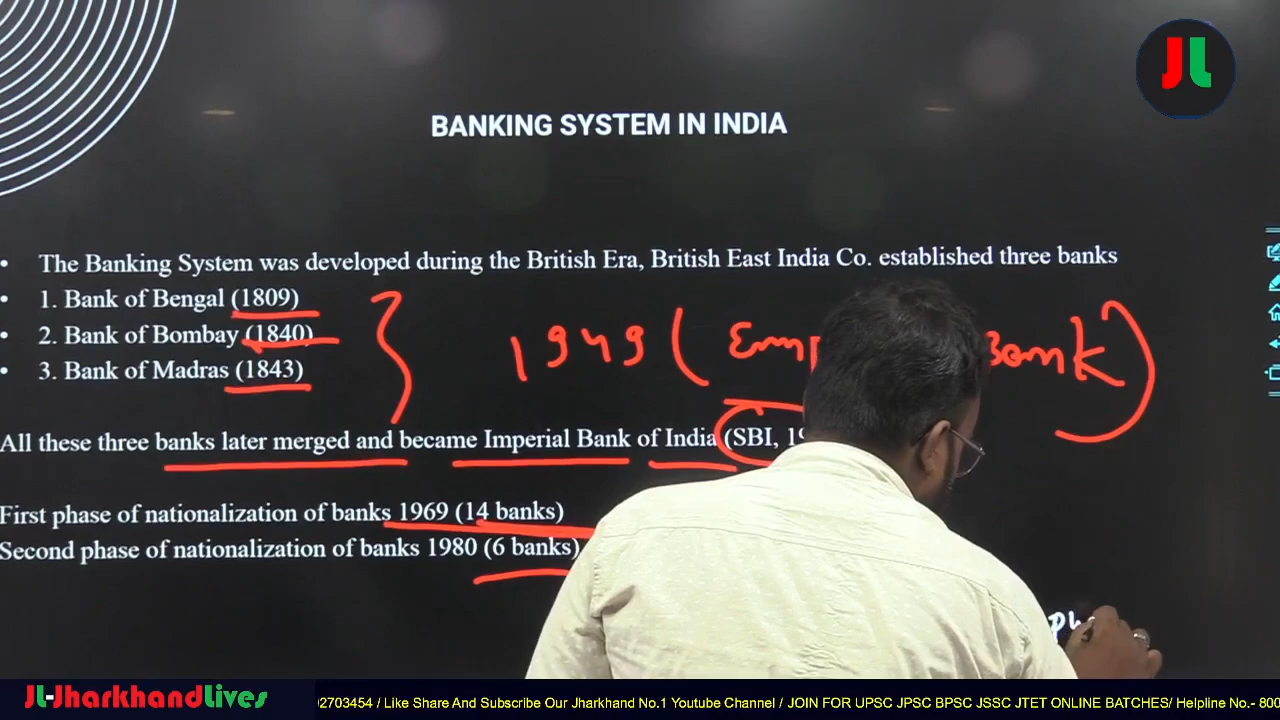 JL
BANKING SYSTEM IN INDIA
• The Banking System was developed during the British Era, British East India Co. established three banks
• 1. Bank of Bengal (1809)
• 2. Bank of Bombay (1840)
• 3. Bank of Madras (1843)
1949 ( Bank )
All these three banks later merged and became Imperial Bank of India (SBI,
First phase of nationalization of banks 1969 (14 banks)
Second phase of nationalization of banks 1980 (6 banks)
JL-JharkhandLives
02703454 / Like Share And Subscribe Our Jharkhand No.1 Youtube Channel / JOIN FOR UPSC JPSC BPSC JSSC JTET ONLINE BATCHES/ Helpline No.- 800